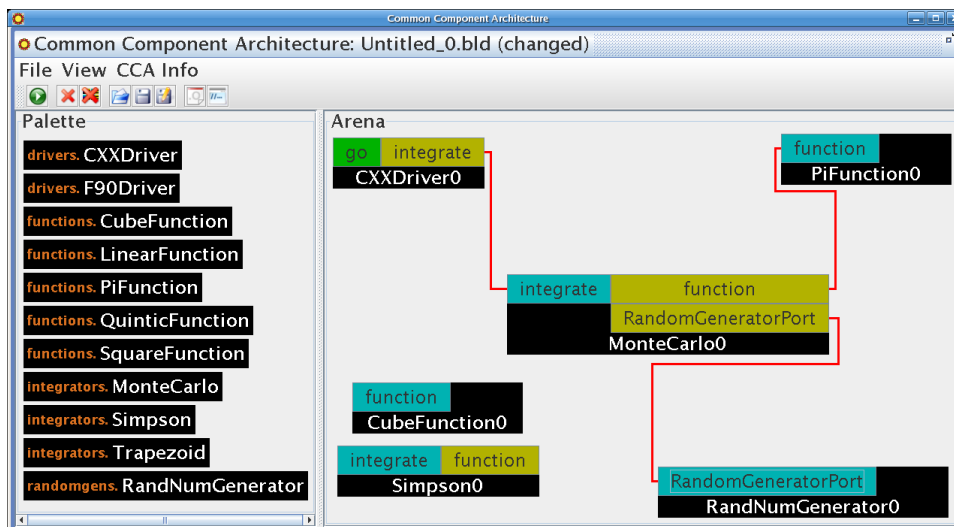 Common Component Architecture
Common Component Architecture: Untitled_0.bld (changed)
File View CCA Info
Palette
drivers. CXXDriver
drivers. F90Driver
functions. CubeFunction
functions. LinearFunction
functions. PiFunction
functions. QuinticFunction
functions. SquareFunction
integrators. MonteCarlo
integrators. Simpson
integrators. Trapezoid
randomgens. RandNumGenerator
Arena
go integrate
CXXDriver0
function
PiFunction0
integrate function
RandomGeneratorPort
MonteCarlo0
function
CubeFunction0
integrate function
Simpson0
RandomGeneratorPort
RandNumGenerator0